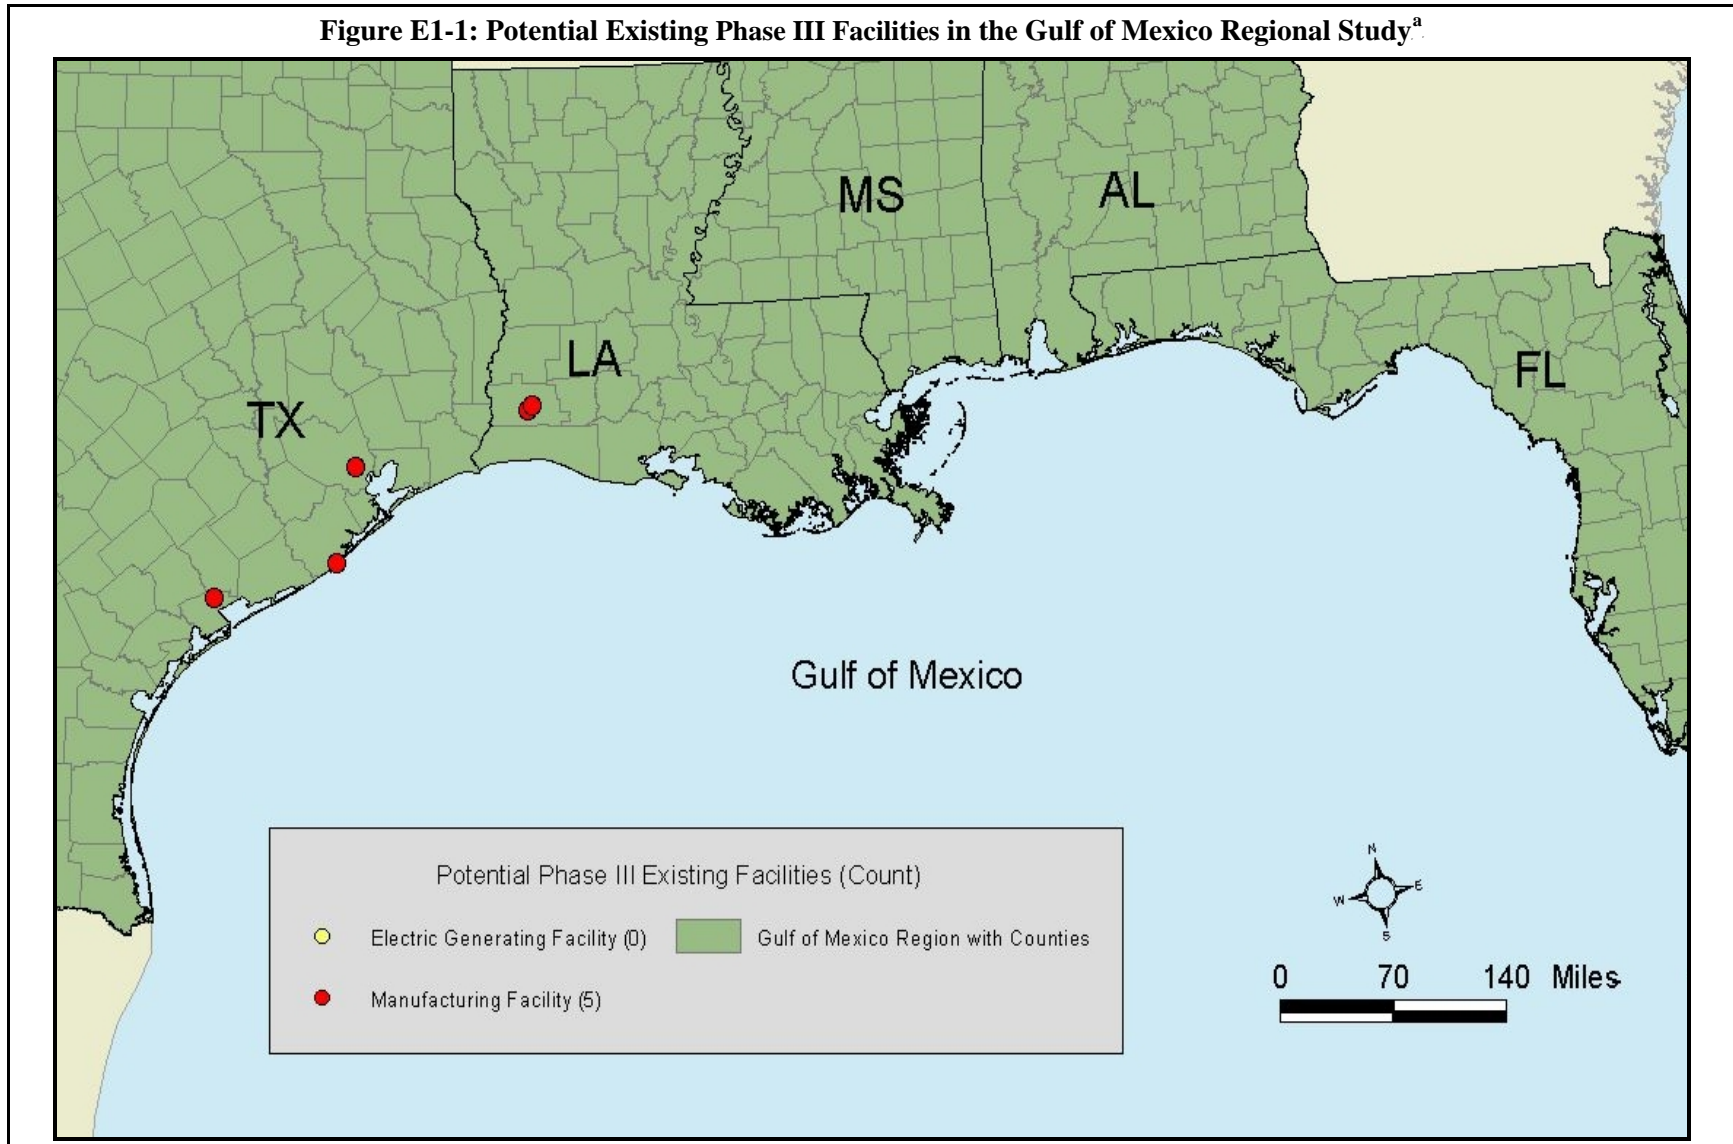 Figure E1-1: Potential Existing Phase III Facilities in the Gulf of Mexico Regional Study a
MS
AL
LA
FL
TX
Gulf of Mexico
Potential Phase III Existing Facilities (Count)
Electric Generating Facility (0)
Gulf of Mexico Region with Counties
Manufacturing Facility (5)
N
W
E
S
0 70 140 Miles